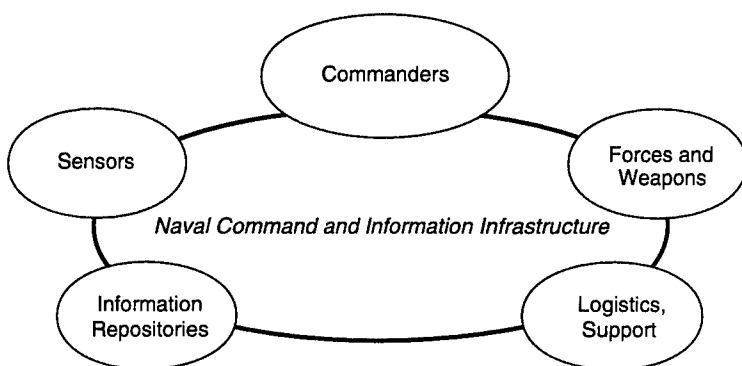 Commanders
Sensors
Forces and
Weapons
Naval Command and Information Infrastructure
Information
Repositories
Logistics,
Support